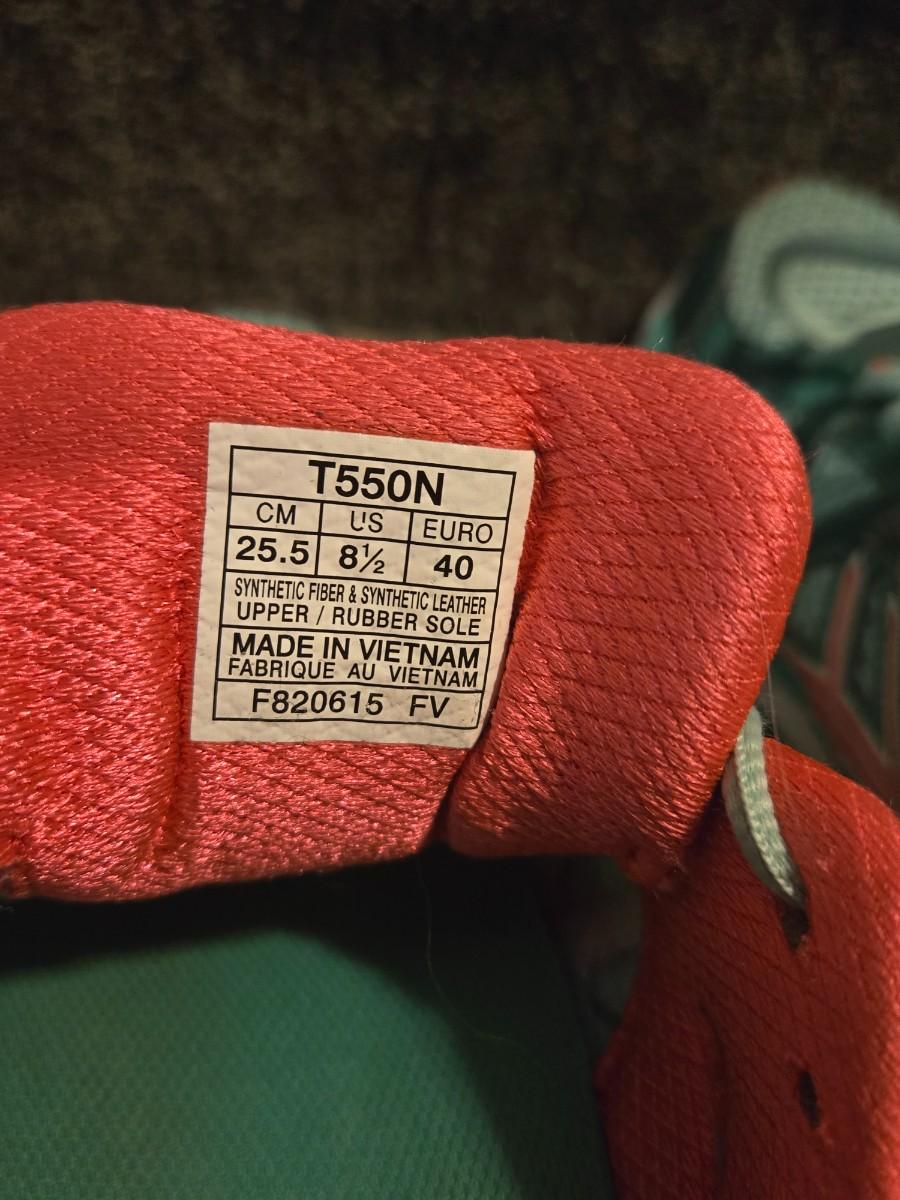 T550N
CM US EURO
25.5 8½ 40
SYNTHETIC FIBER & SYNTHETIC LEATHER
UPPER / RUBBER SOLE
MADE IN VIETNAM
FABRIQUE AU VIETNAM
F820615 FV